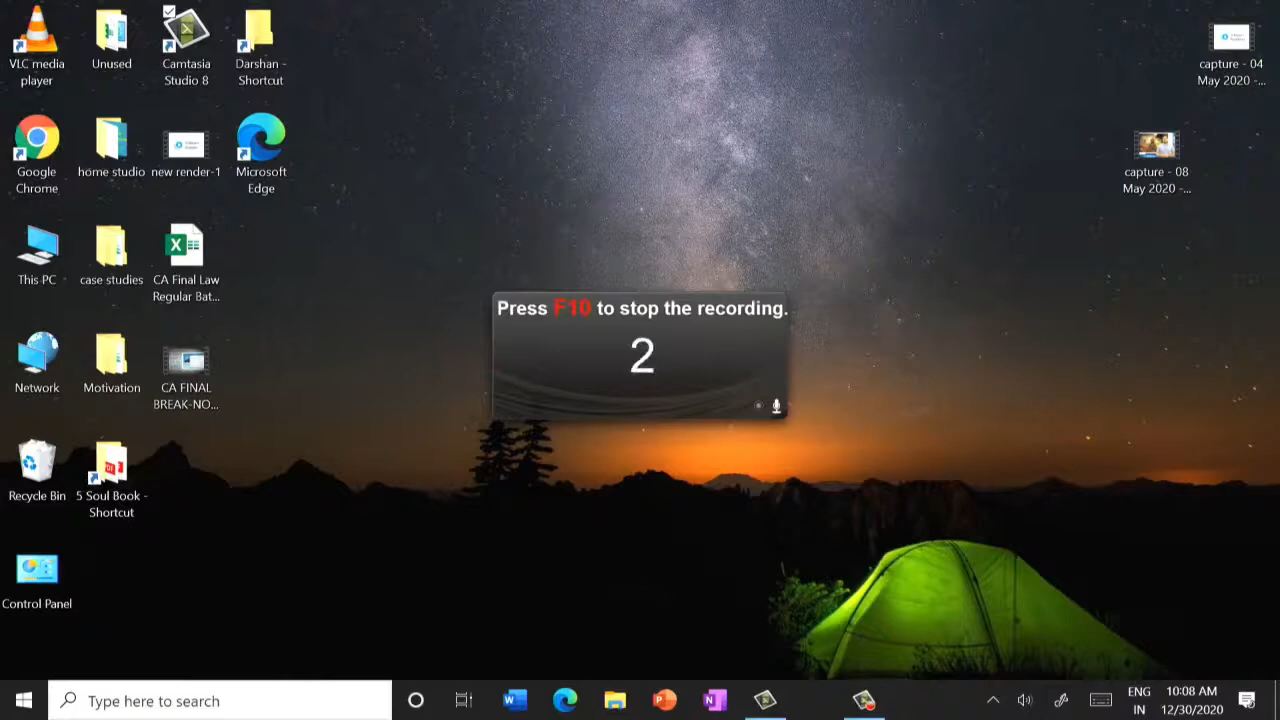 VLC media
player
Unused
Camtasia
Studio 8
Darshan -
Shortcut
capture - 04
May 2020 -...
Google
Chrome
home studio
new render-1
Microsoft
Edge
capture - 08
May 2020 -...
This PC
case studies
CA Final Law
Regular Bat...
Press F10 to stop the recording.
2
Network
Motivation
CA FINAL
BREAK-NO...
Recycle Bin
5 Soul Book -
Shortcut
Control Panel
Type here to search
ENG
IN
10:08 AM
12/30/2020